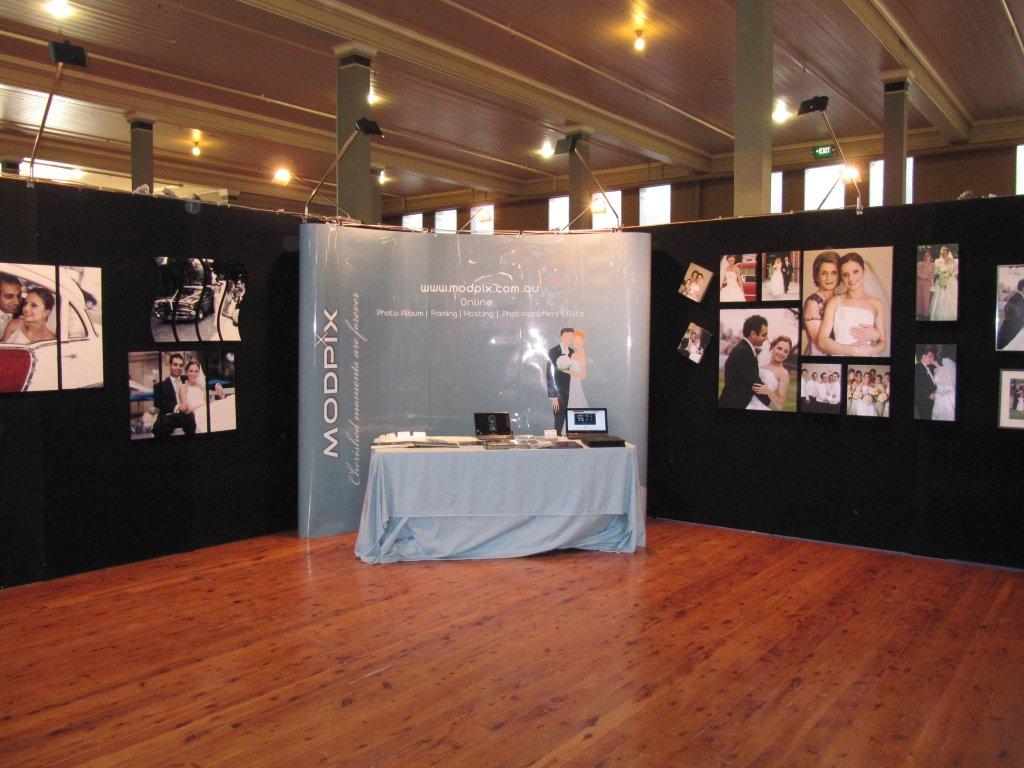 EXIT
www.modpix.com.au
Online:
Photo Album | Framing | Hosting | Photographers | Gifts
MODPIX
Cherished moments are forever